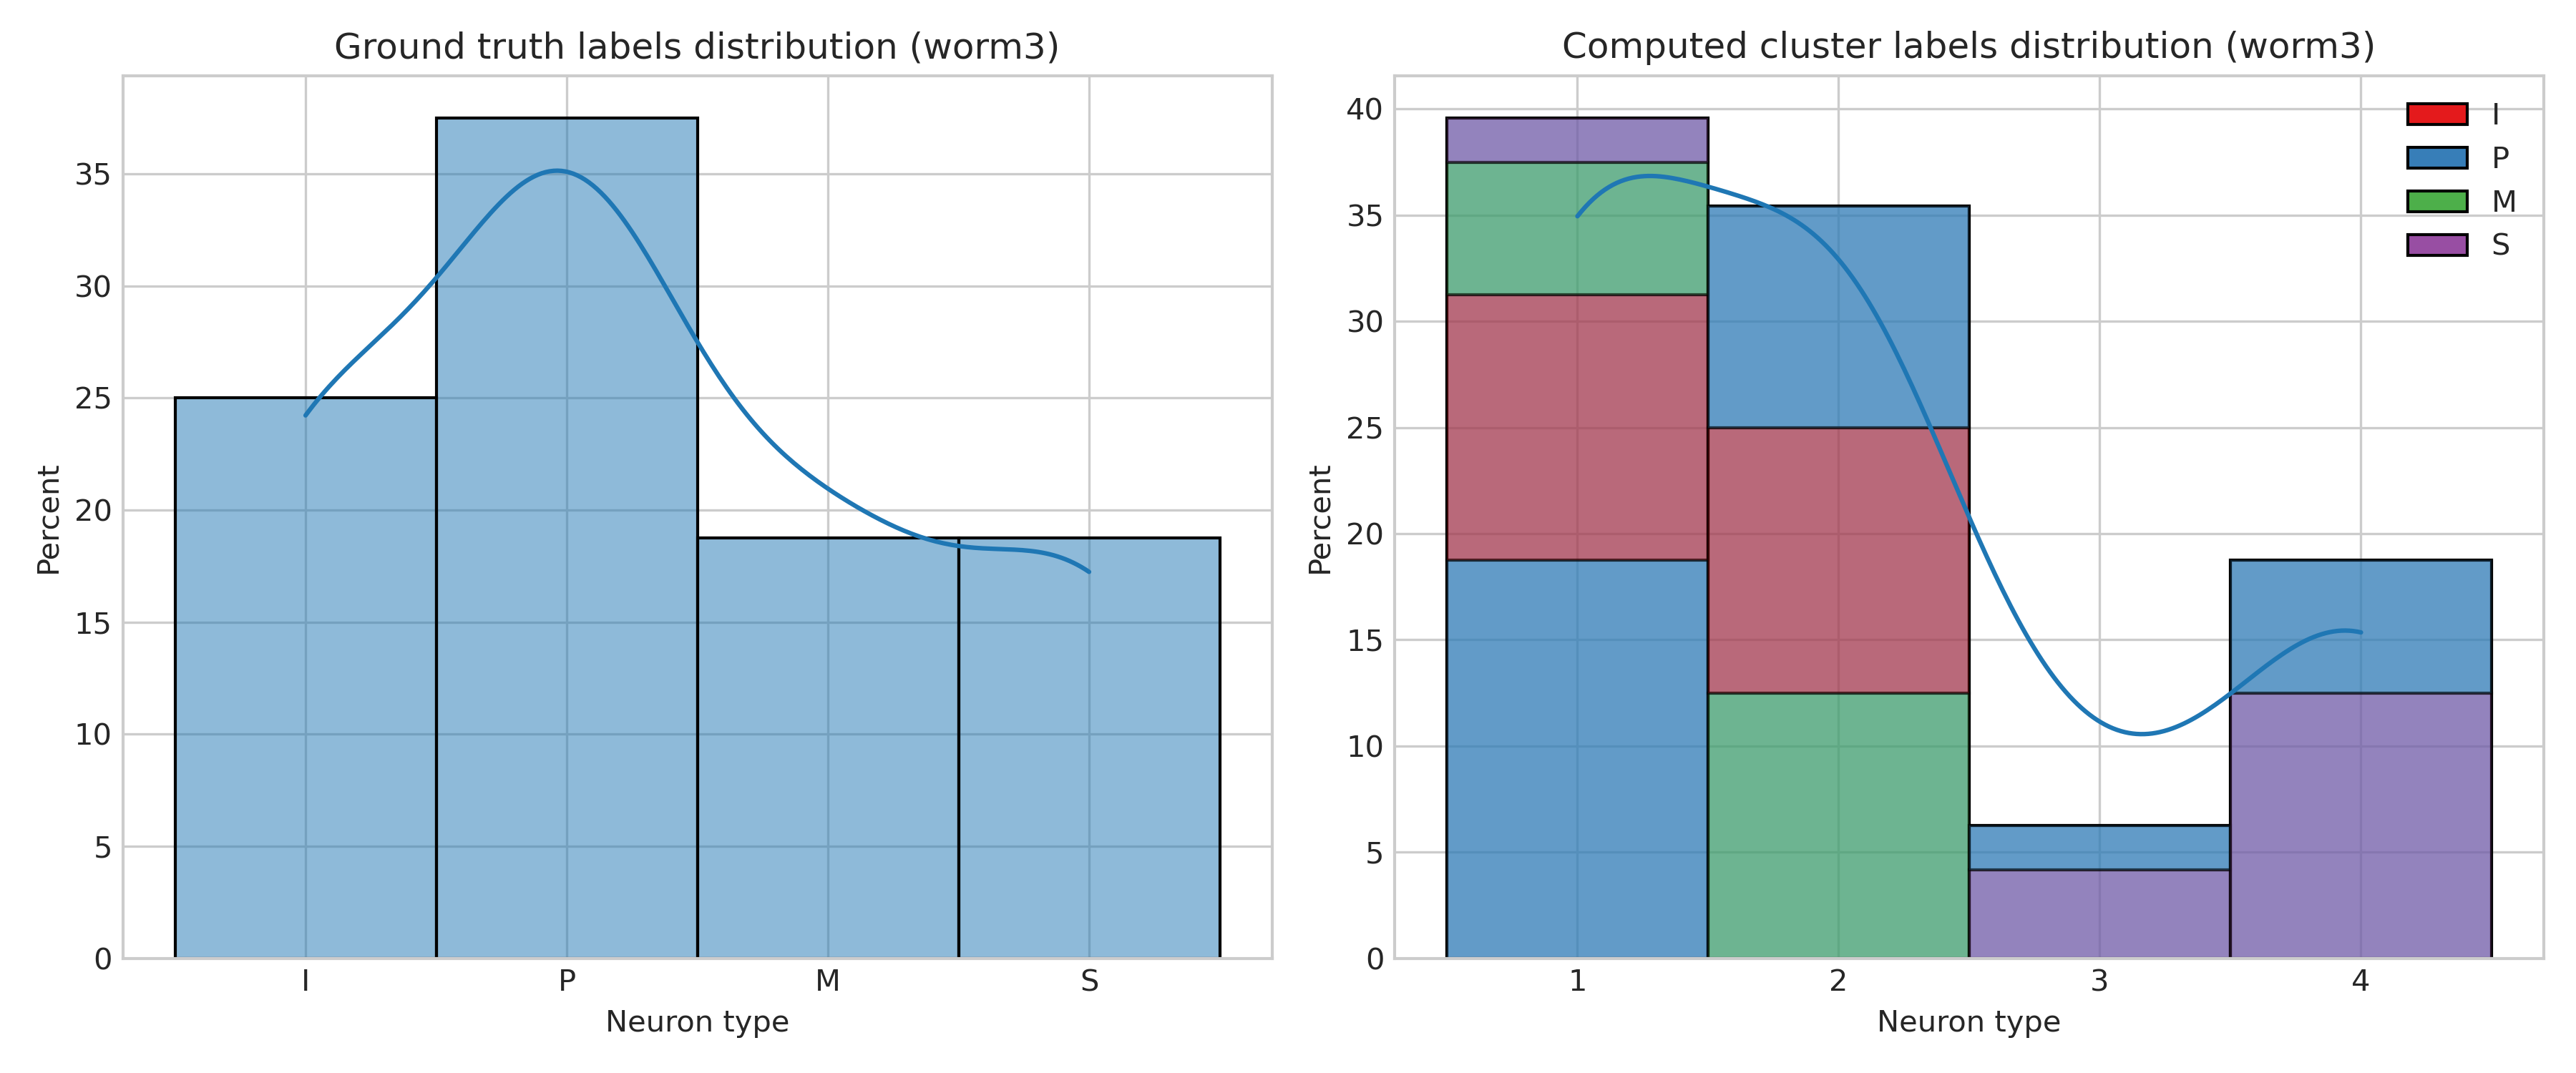 Ground truth labels distribution (worm3)
Percent
35
30
25
20
15
10
5
0
I P M S
Neuron type
Computed cluster labels distribution (worm3)
Percent
40
35
30
25
20
15
10
5
0
1 2 3 4
Neuron type
I
P
M
S